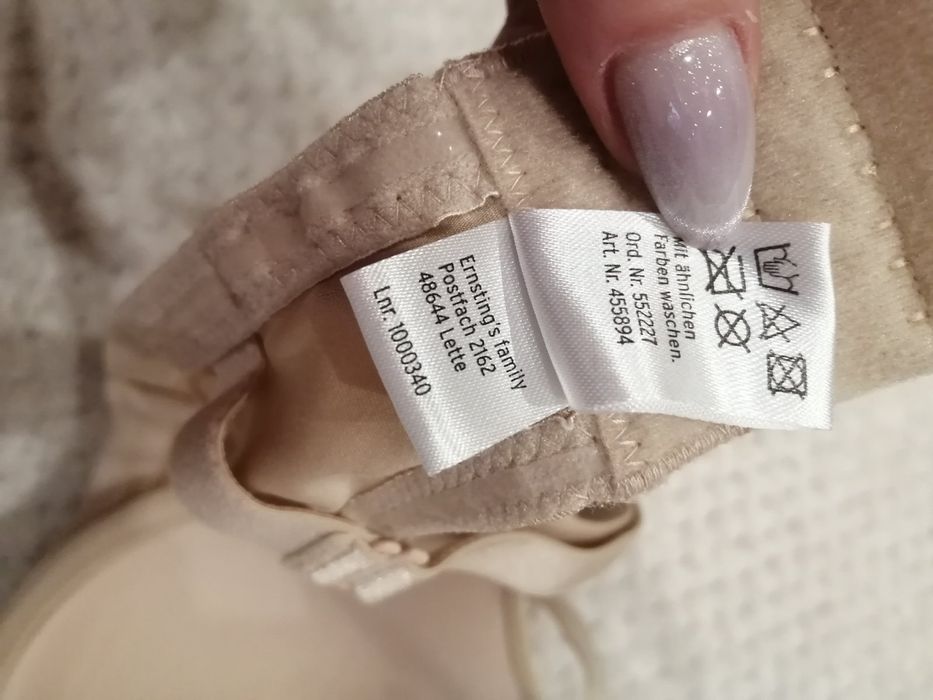 Ernsting's family
Postfach 2162
48644 Lette
Lnr. 1000340
Mit ähnlichen
Farben waschen.
Ord. Nr. 552227
Art. Nr. 455894